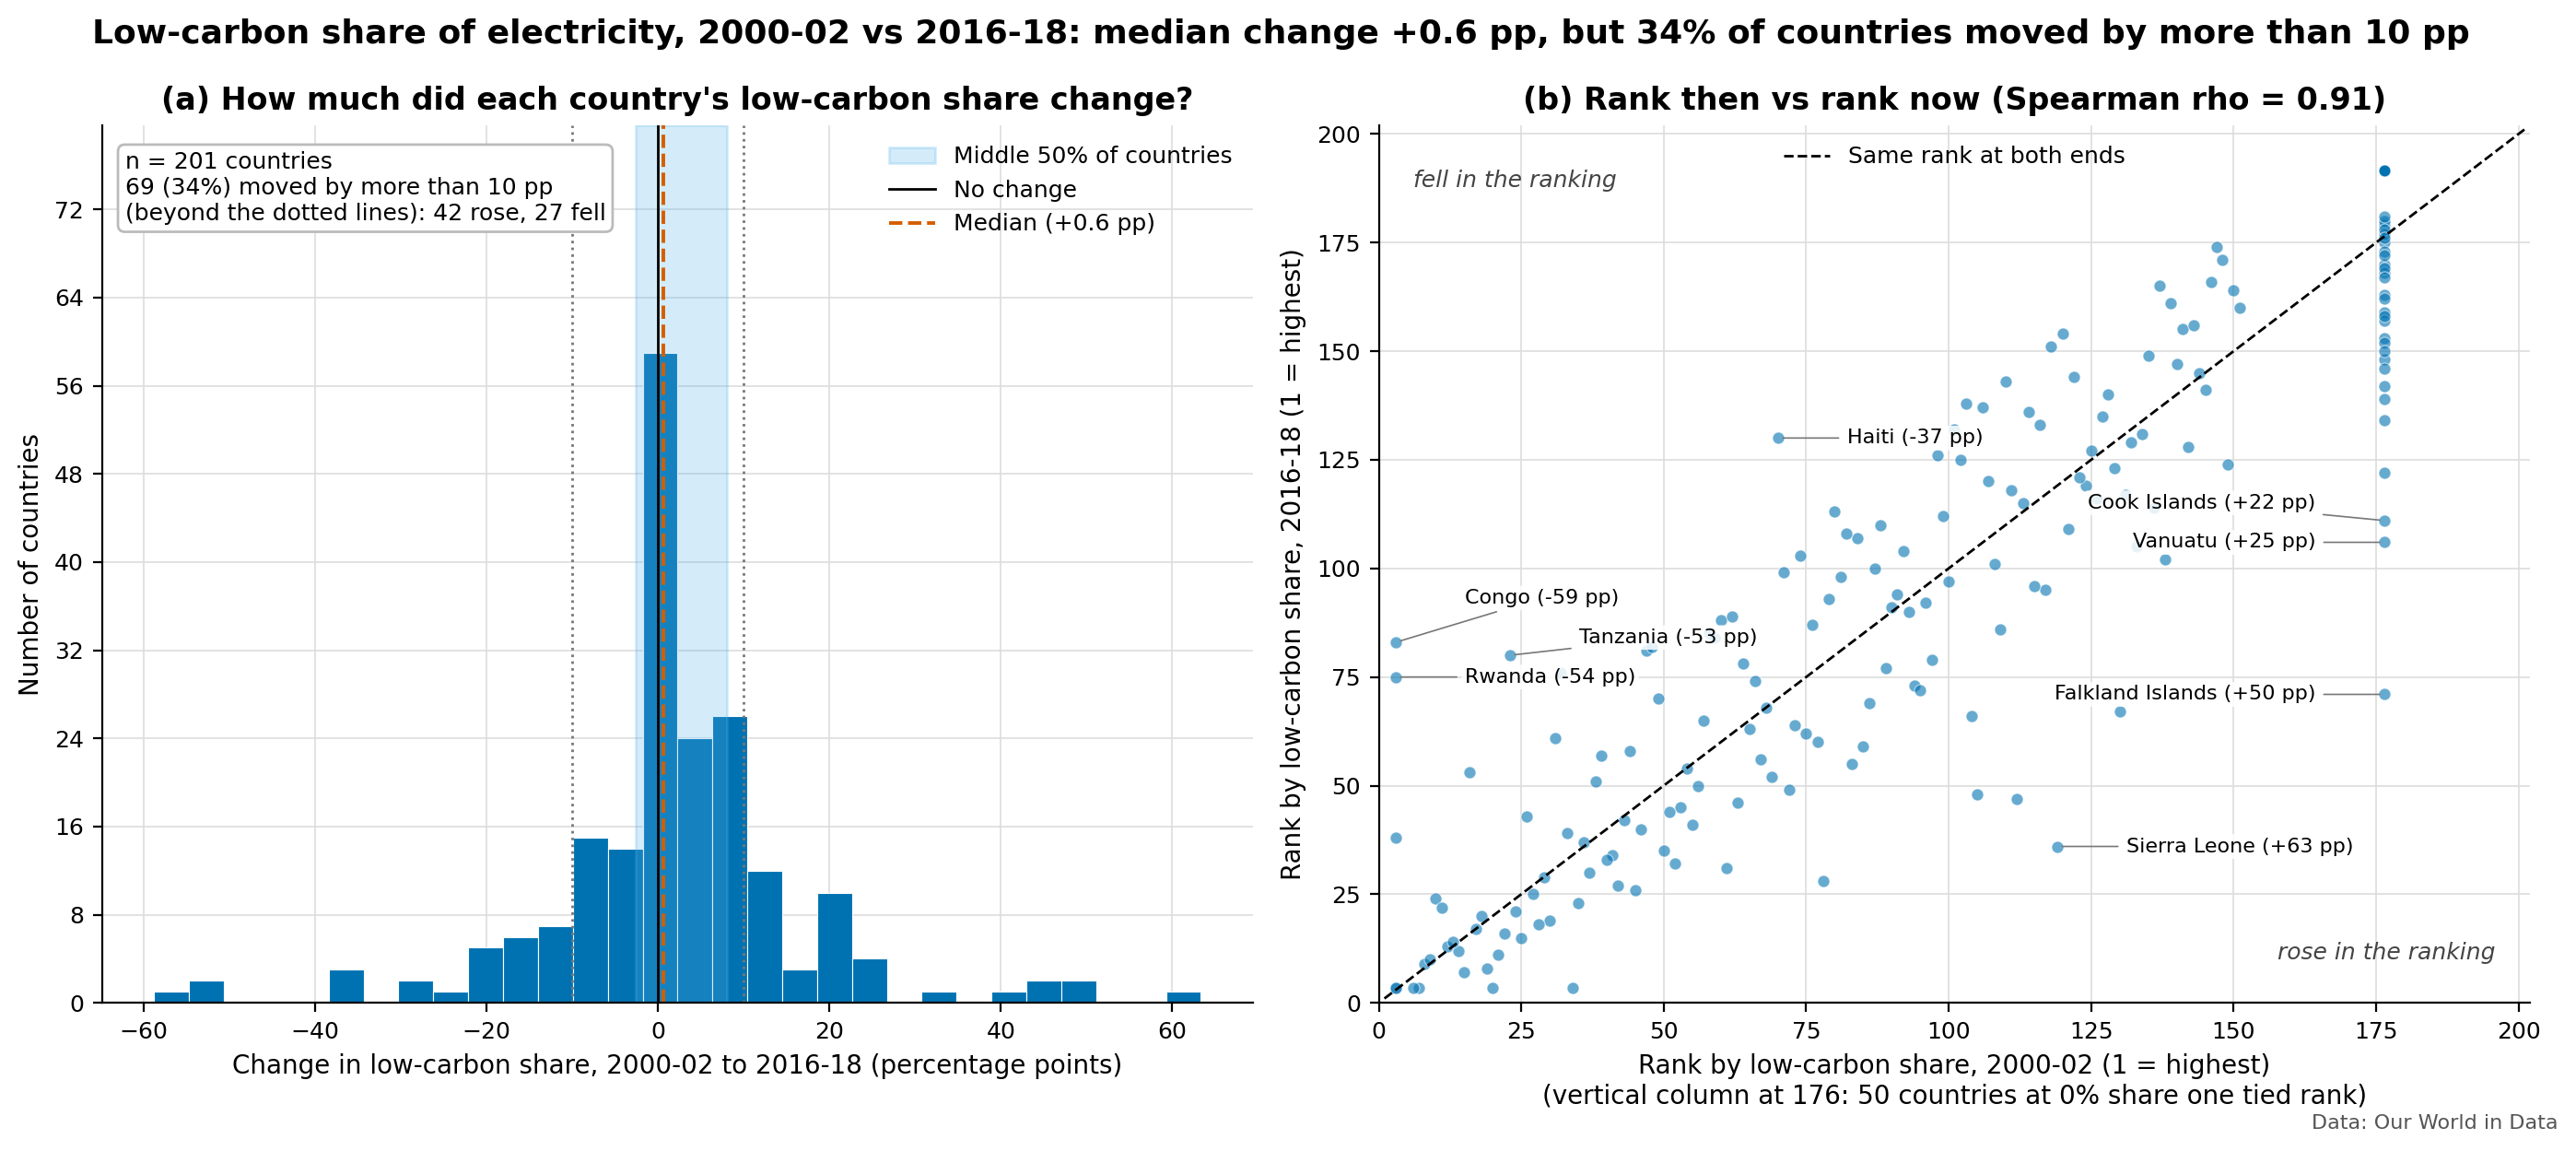 Low-carbon share of electricity, 2000-02 vs 2016-18: median change +0.6 pp, but 34% of countries moved by more than 10 pp
(a) How much did each country's low-carbon share change?
n = 201 countries
69 (34%) moved by more than 10 pp
(beyond the dotted lines): 42 rose, 27 fell
Middle 50% of countries
No change
Median (+0.6 pp)
Number of countries
72
64
56
48
40
32
24
16
8
0
−60
−40
−20
0
20
40
60
Change in low-carbon share, 2000-02 to 2016-18 (percentage points)
(b) Rank then vs rank now (Spearman rho = 0.91)
Same rank at both ends
fell in the ranking
Haiti (-37 pp)
Cook Islands (+22 pp)
Vanuatu (+25 pp)
Congo (-59 pp)
Tanzania (-53 pp)
Rwanda (-54 pp)
Falkland Islands (+50 pp)
Sierra Leone (+63 pp)
rose in the ranking
Rank by low-carbon share, 2016-18 (1 = highest)
200
175
150
125
100
75
50
25
0
0
25
50
75
100
125
150
175
200
Rank by low-carbon share, 2000-02 (1 = highest)
(vertical column at 176: 50 countries at 0% share one tied rank)
Data: Our World in Data